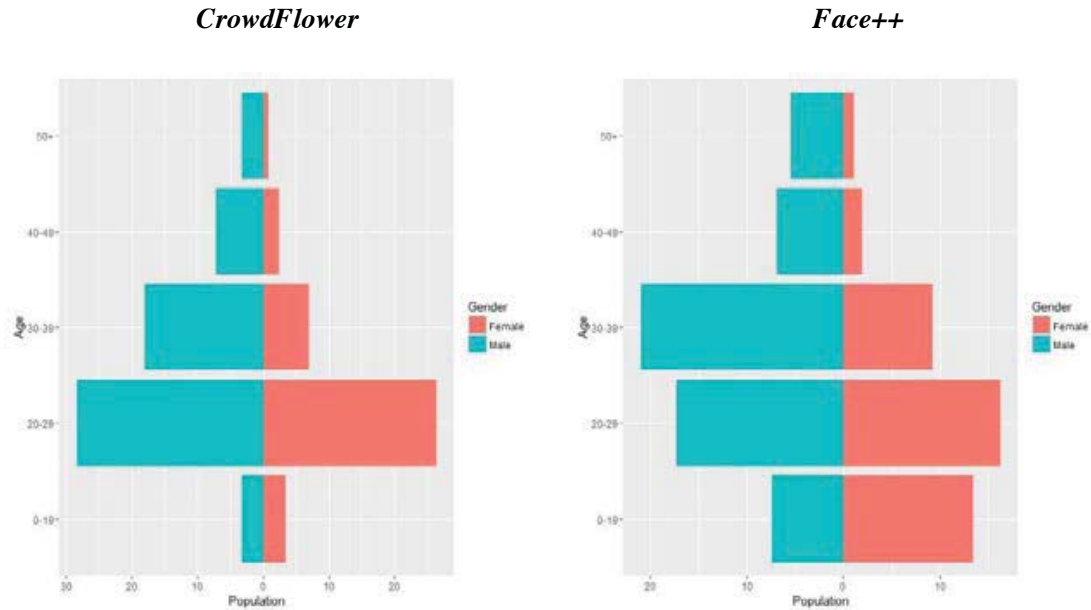 CrowdFlower
50+
40-49
30-39
20-29
0-19
Age
30 20 10 0 10 20
Population
Gender
Female
Male
Face++
50+
40-49
30-39
20-29
0-19
Age
20 10 0 10
Population
Gender
Female
Male